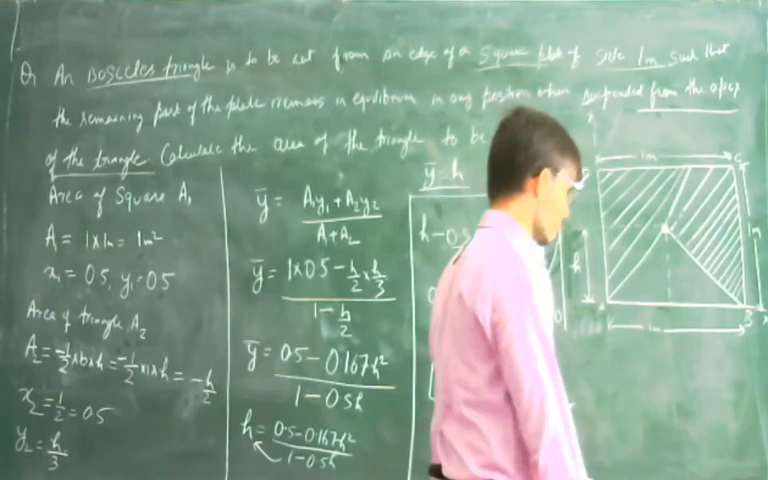 Q An Isosceles triangle is to be cut from an edge of a square plate of side 1m such that
the remaining part of the plate remains in equilibrium in any position when suspended from the apex
of the triangle. Calculate the area of the triangle to be
Area of Square A₁
A = 1×1m = 1m²
x₁ = 0.5, y₁ = 0.5
Area of triangle A₂
A₂ = -1/2 ×b×h = -1/2 ×1×h = -h/2
x₂ = 1/2 = 0.5
y₂ = h/3
ȳ = (A₁y₁ + A₂y₂)/(A₁+A₂)
ȳ = (1×0.5 - h/2 × h/3)/(1 - h/2)
ȳ = (0.5 - 0.167h²)/(1 - 0.5h)
h = (0.5 - 0.167h²)/(1 - 0.5h)
ȳ = h
h - 0.5
1m
C
h
B
x